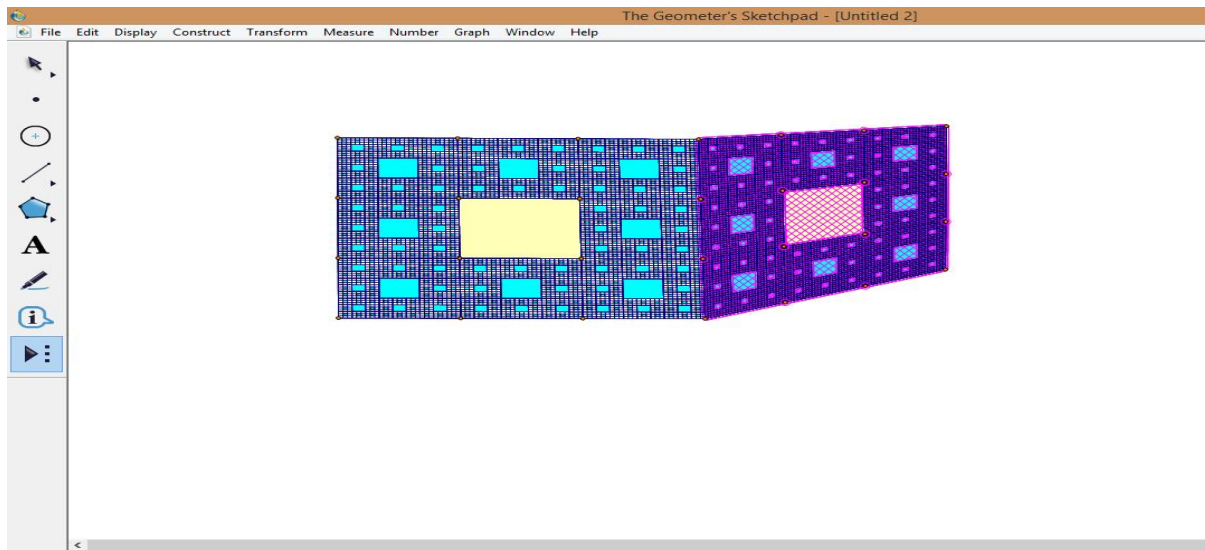 The Geometer's Sketchpad - [Untitled 2]
File Edit Display Construct Transform Measure Number Graph Window Help
A
i